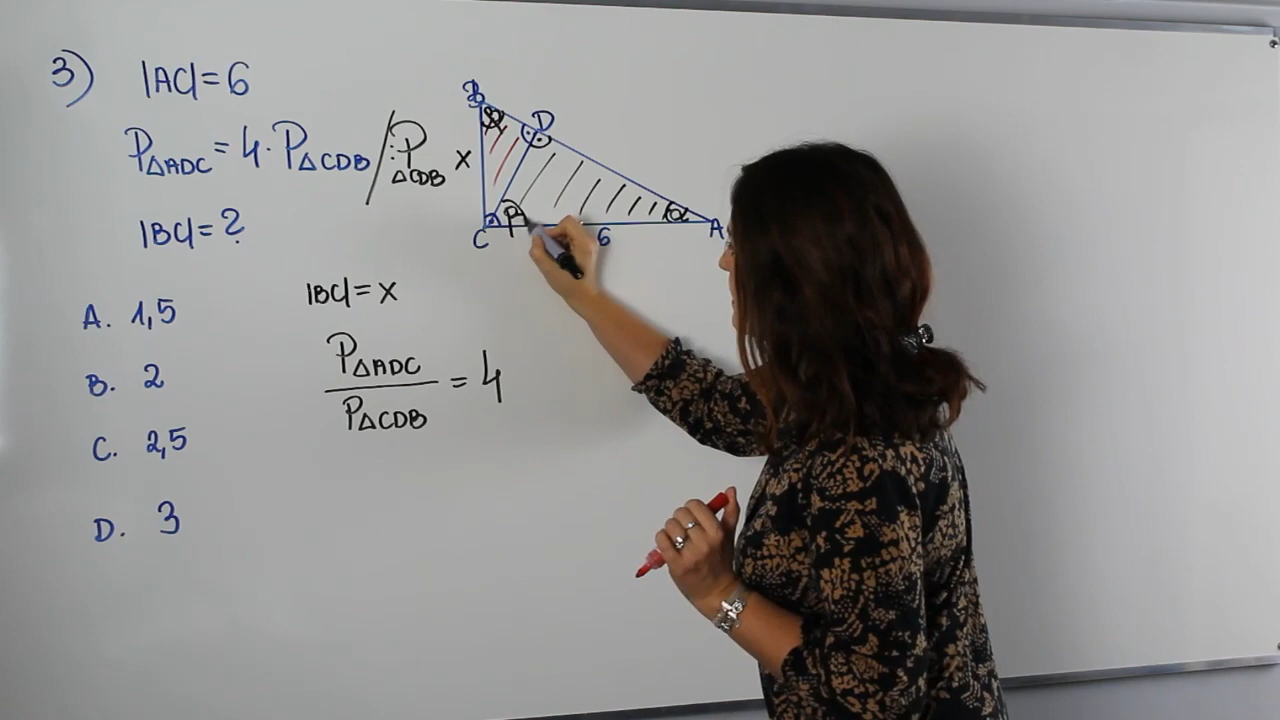 3) |AC|=6
P△ADC = 4·P△CDB /:P△CDB
|BC|=?
A. 1,5
B. 2
C. 2,5
D. 3
|BC|=x
P△ADC
P△CDB
= 4
B
D
x
α
β
C
6
A